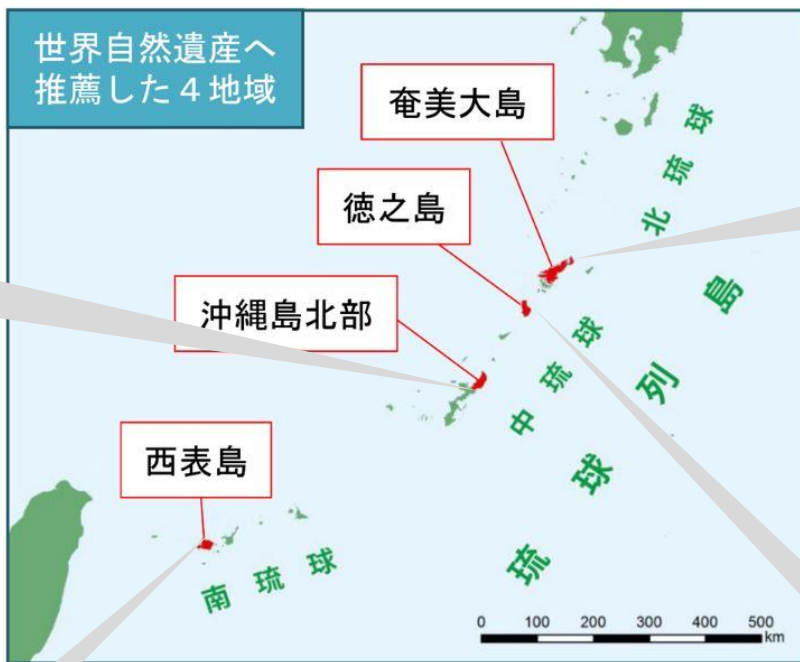 世界自然遺産へ
推薦した4地域
奄美大島
徳之島
沖縄島北部
西表島
北琉球
中琉球
南琉球
琉球列島
0 100 200 300 400 500
km